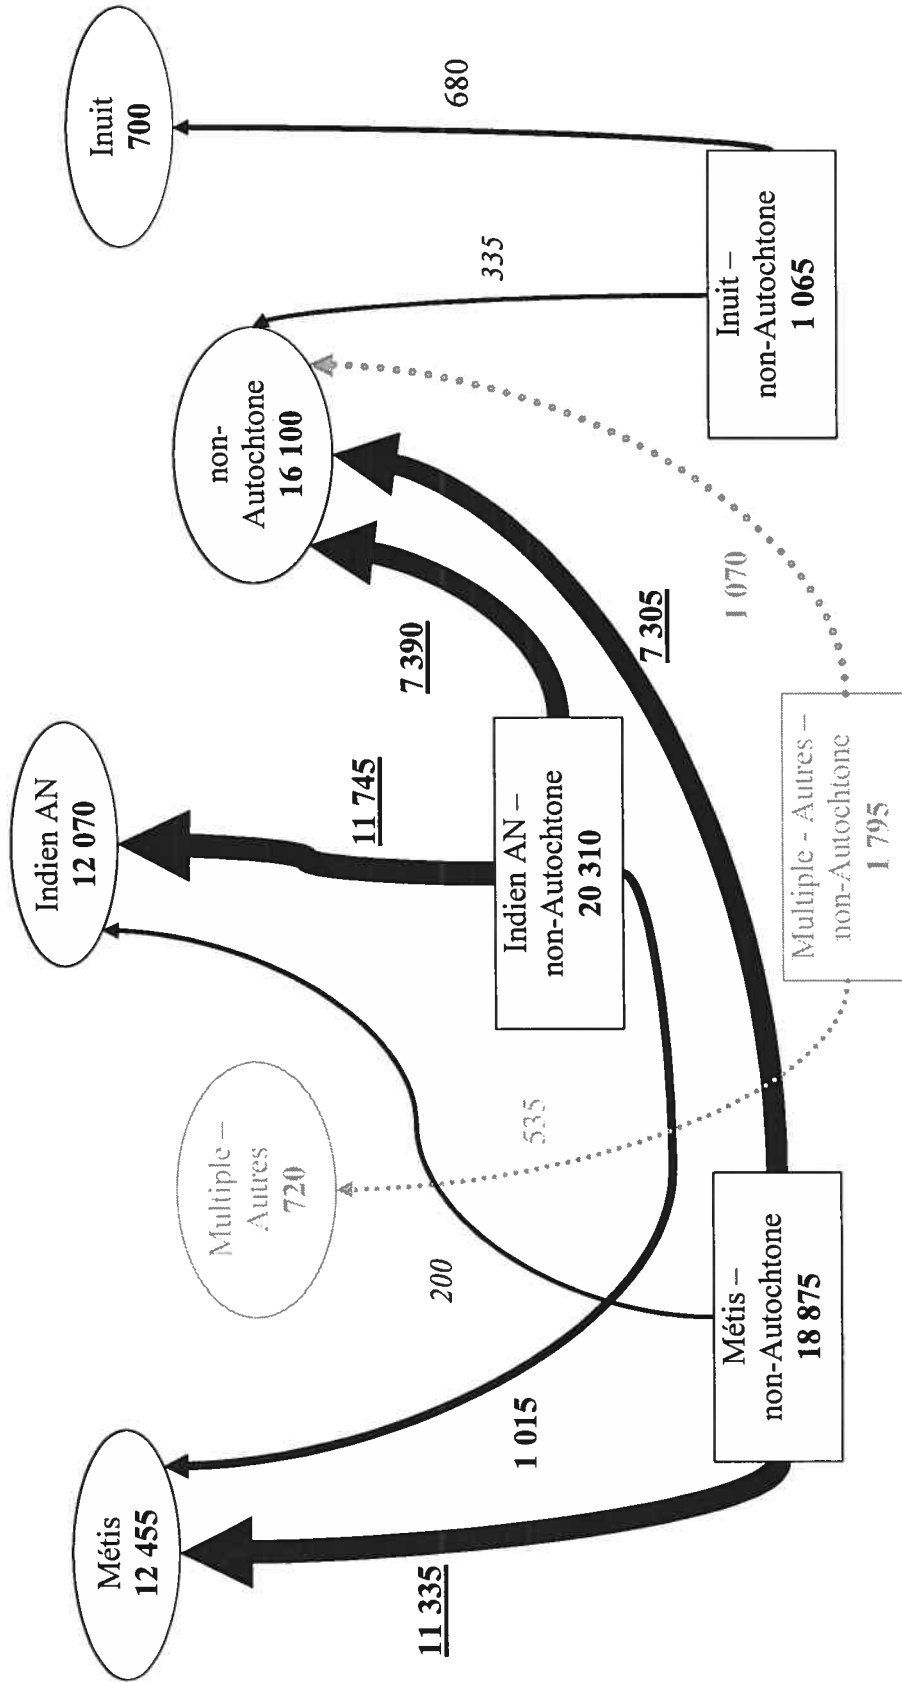 Métis
12 455
Multiple –
Autres
720
Indien AN
12 070
non-
Autochtone
16 100
Inuit
700
11 335
1 015
200
535
11 745
7 390
7 305
1 070
335
680
Métis –
non-Autochtone
18 875
Indien AN –
non-Autochtone
20 310
Multiple - Autres –
non-Autochtone
1 795
Inuit –
non-Autochtone
1 065